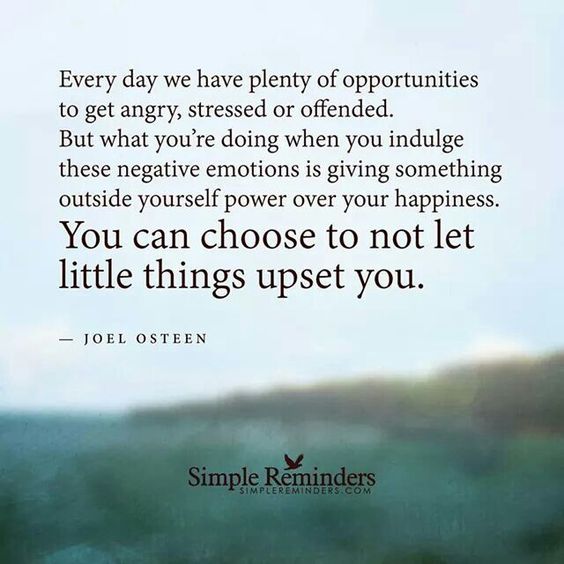 Every day we have plenty of opportunities
to get angry, stressed or offended.
But what you're doing when you indulge
these negative emotions is giving something
outside yourself power over your happiness.
You can choose to not let
little things upset you.
— JOEL OSTEEN
Simple Reminders
SIMPLEREMINDERS.COM